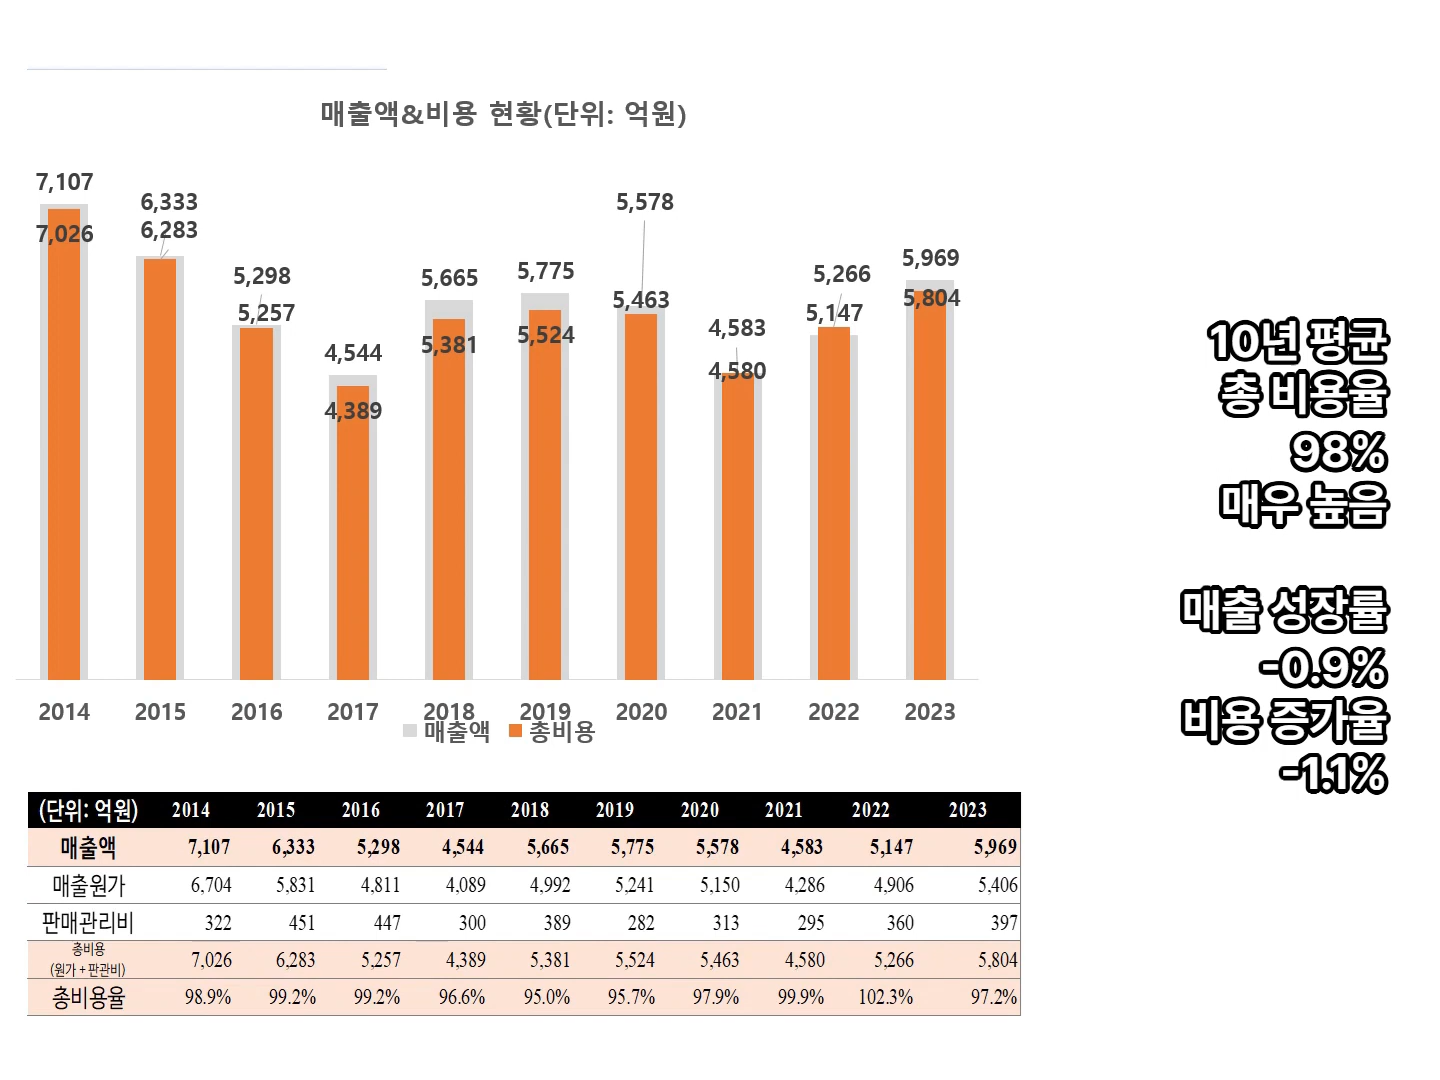 매출액&비용 현황(단위: 억원)
7,107
7,026
6,333
6,283
5,298
5,257
4,544
4,389
5,665
5,381
5,775
5,524
5,578
5,463
4,583
4,580
5,266
5,147
5,969
5,804
2014 2015 2016 2017 2018 2019 2020 2021 2022 2023
매출액 총비용
10년 평균
총 비용율
98%
매우 높음
매출 성장률
-0.9%
비용 증가율
-1.1%
(단위: 억원) 2014 2015 2016 2017 2018 2019 2020 2021 2022 2023
매출액 7,107 6,333 5,298 4,544 5,665 5,775 5,578 4,583 5,147 5,969
매출원가 6,704 5,831 4,811 4,089 4,992 5,241 5,150 4,286 4,906 5,406
판매관리비 322 451 447 300 389 282 313 295 360 397
총비용
(원가 + 판관비) 7,026 6,283 5,257 4,389 5,381 5,524 5,463 4,580 5,266 5,804
총비용율 98.9% 99.2% 99.2% 96.6% 95.0% 95.7% 97.9% 99.9% 102.3% 97.2%